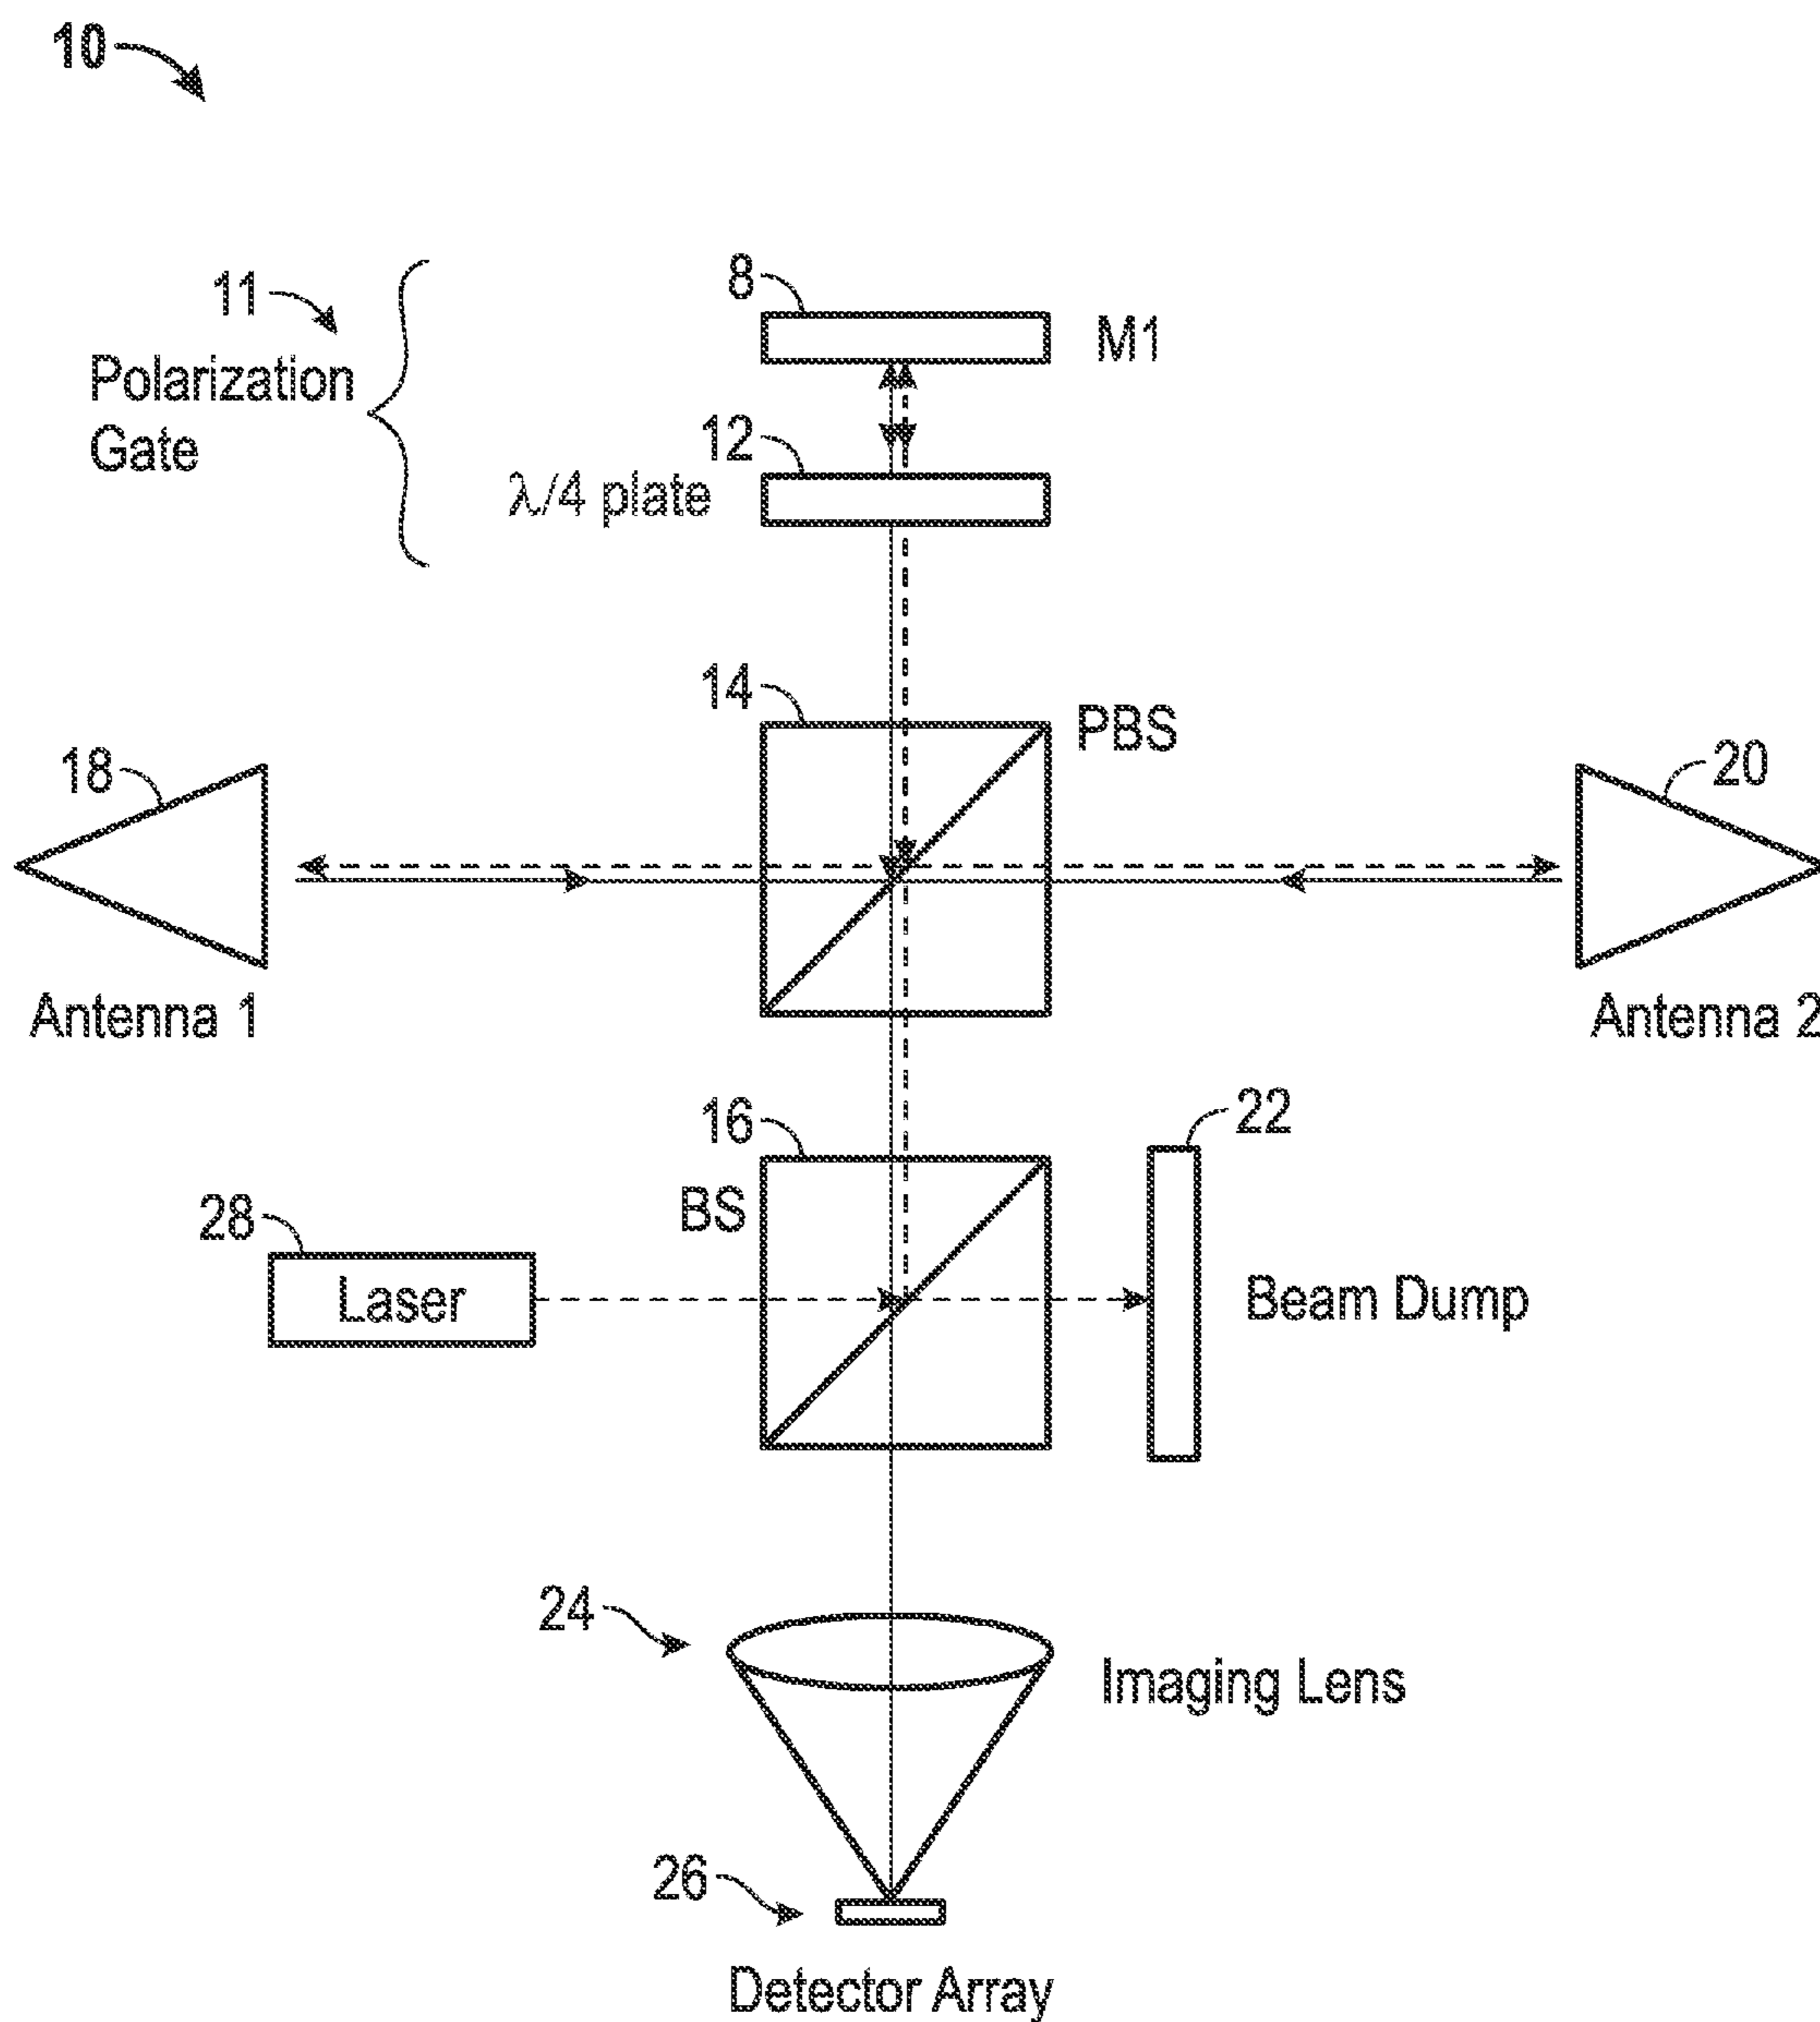 10
8
11
M1
Polarization
Gate
12
λ/4 plate
14
PBS
18
20
Antenna 1
Antenna 2
16
22
BS
28
Laser
Beam Dump
24
Imaging Lens
26
Detector Array